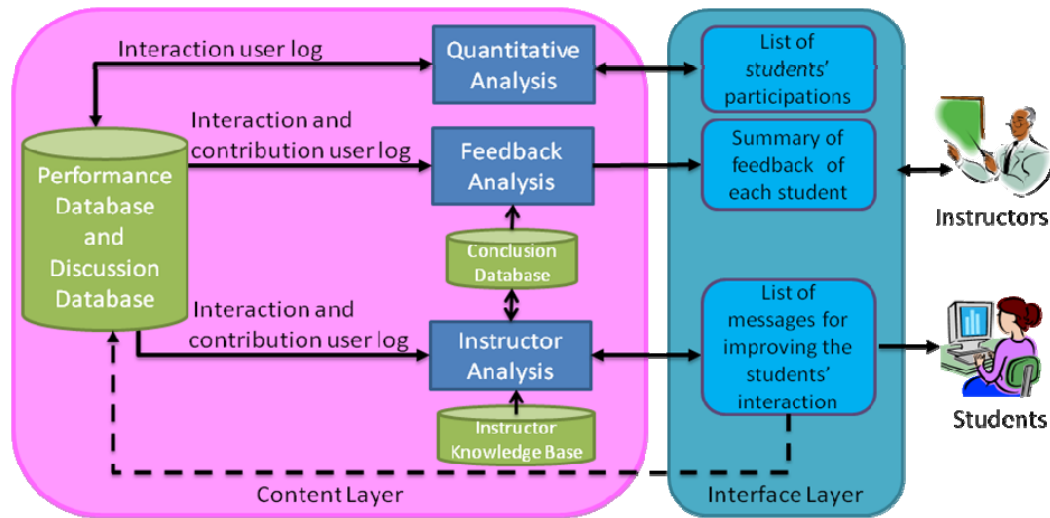 Interaction user log
Quantitative
Analysis
List of
students'
participations
Interaction and
contribution user log
Feedback
Analysis
Summary of
feedback of
each student
Performance
Database
and
Discussion
Database
Conclusion
Database
Instructors
Interaction and
contribution user log
Instructor
Analysis
List of
messages for
improving the
students'
interaction
Students
Instructor
Knowledge Base
Content Layer
Interface Layer